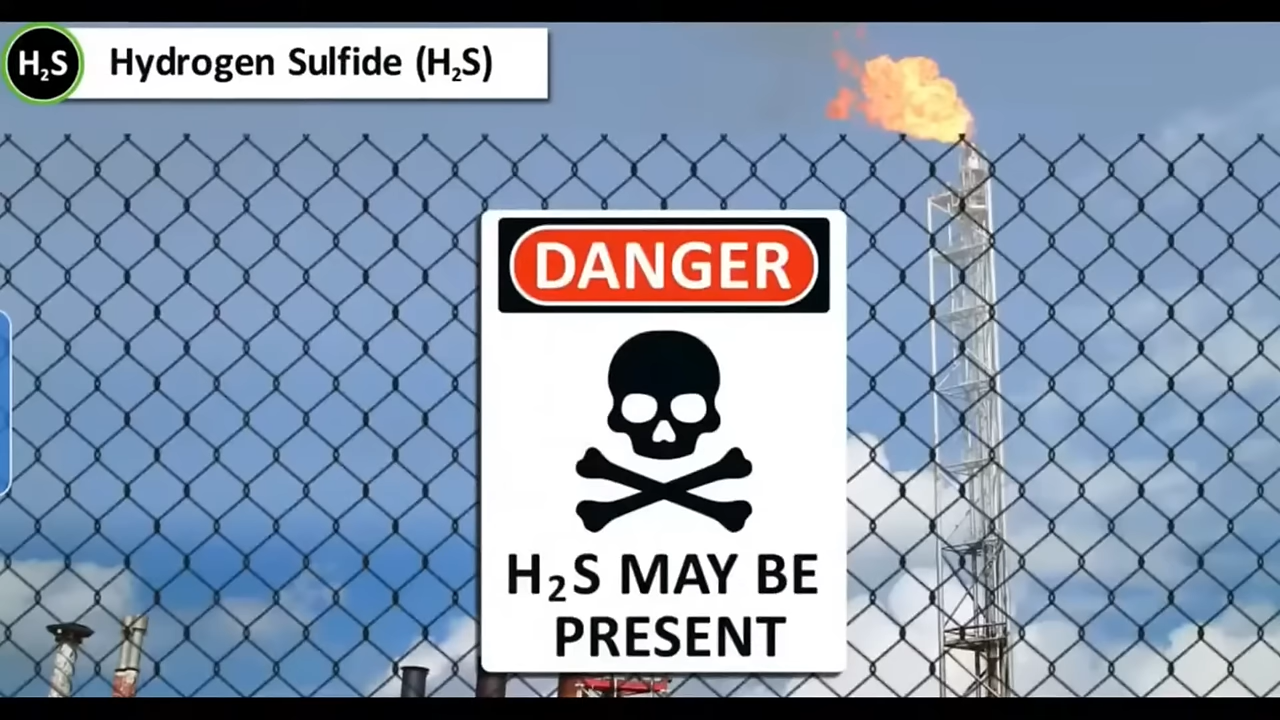 H₂S
Hydrogen Sulfide (H₂S)
DANGER
H₂S MAY BE
PRESENT